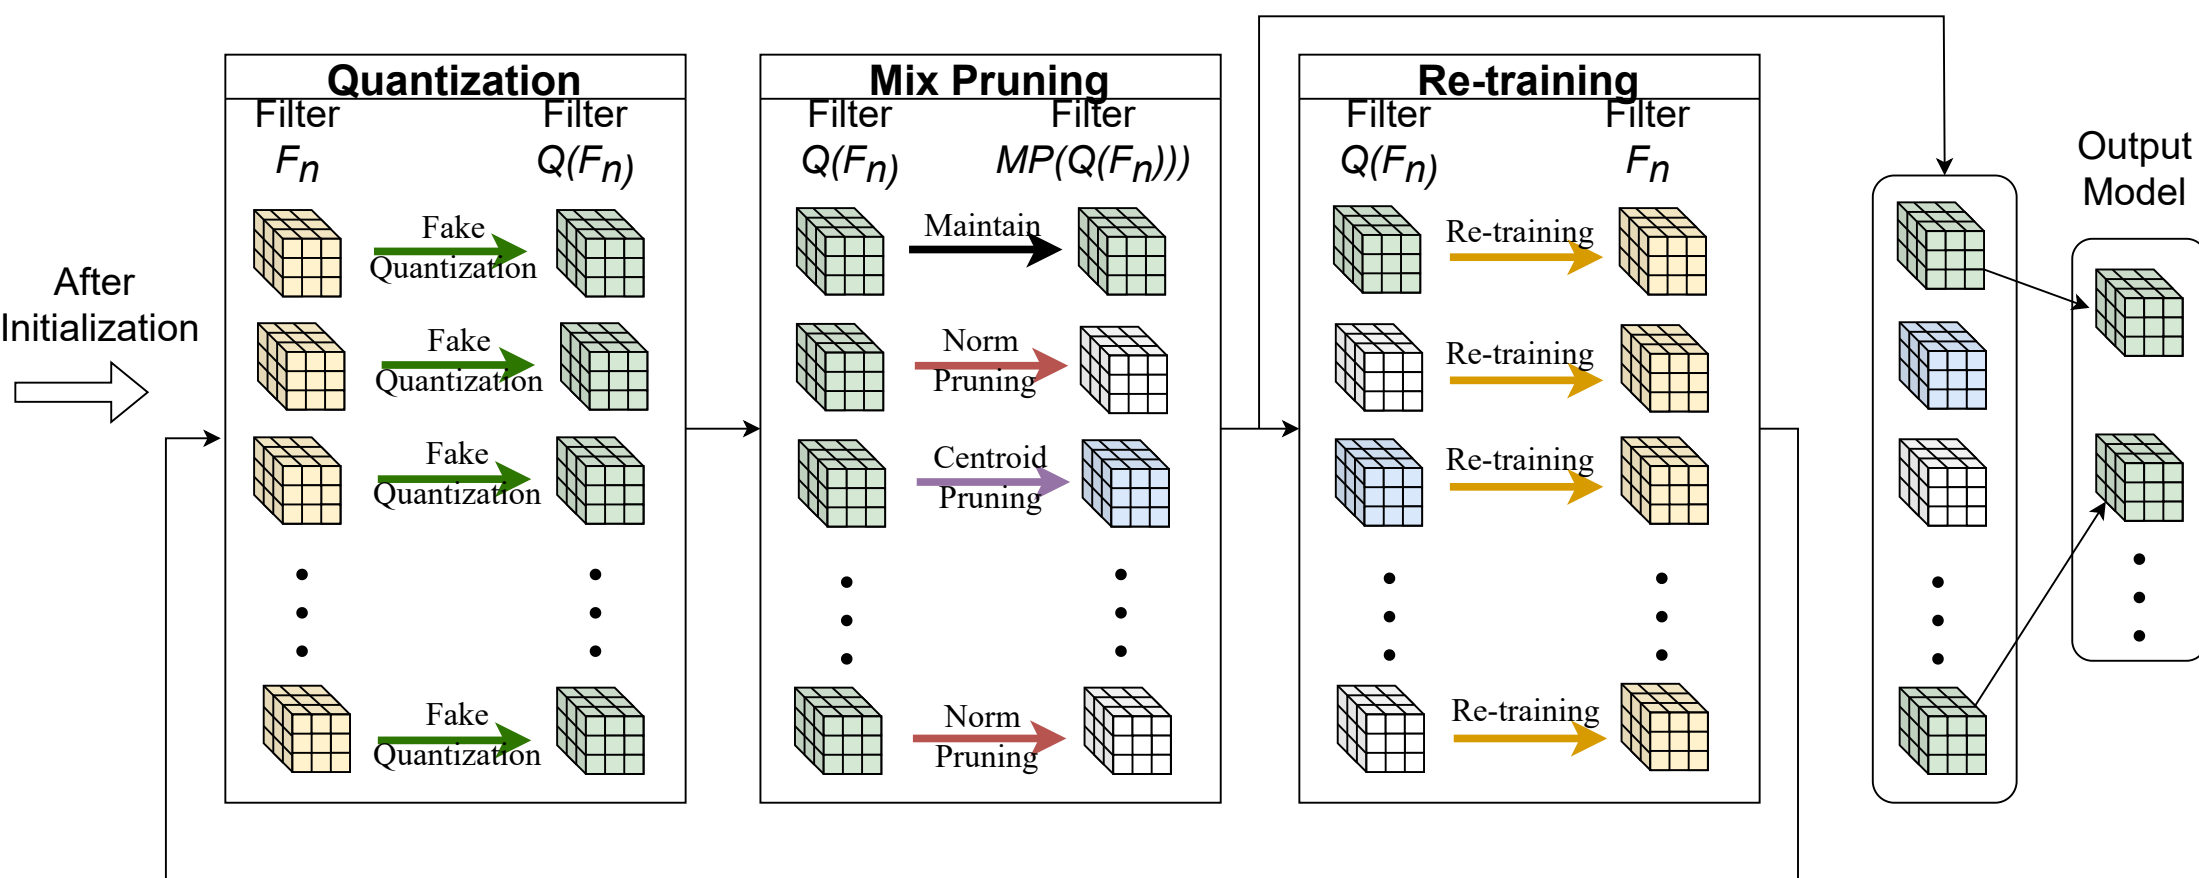 After
Initialization
Quantization
Filter
Fn
Filter
Q(Fn)
Fake
Quantization
Fake
Quantization
Fake
Quantization
Fake
Quantization
Mix Pruning
Filter
Q(Fn)
Filter
MP(Q(Fn)))
Maintain
Norm
Pruning
Centroid
Pruning
Norm
Pruning
Re-training
Filter
Q(Fn)
Filter
Fn
Re-training
Re-training
Re-training
Re-training
Output
Model